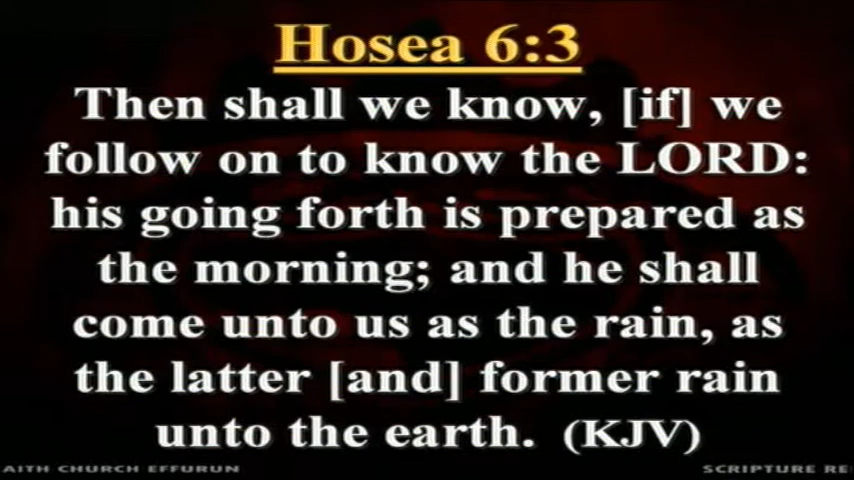 Hosea 6:3
Then shall we know, [if] we
follow on to know the LORD:
his going forth is prepared as
the morning; and he shall
come unto us as the rain, as
the latter [and] former rain
unto the earth. (KJV)
AITH CHURCH EFFURUN
SCRIPTURE RE